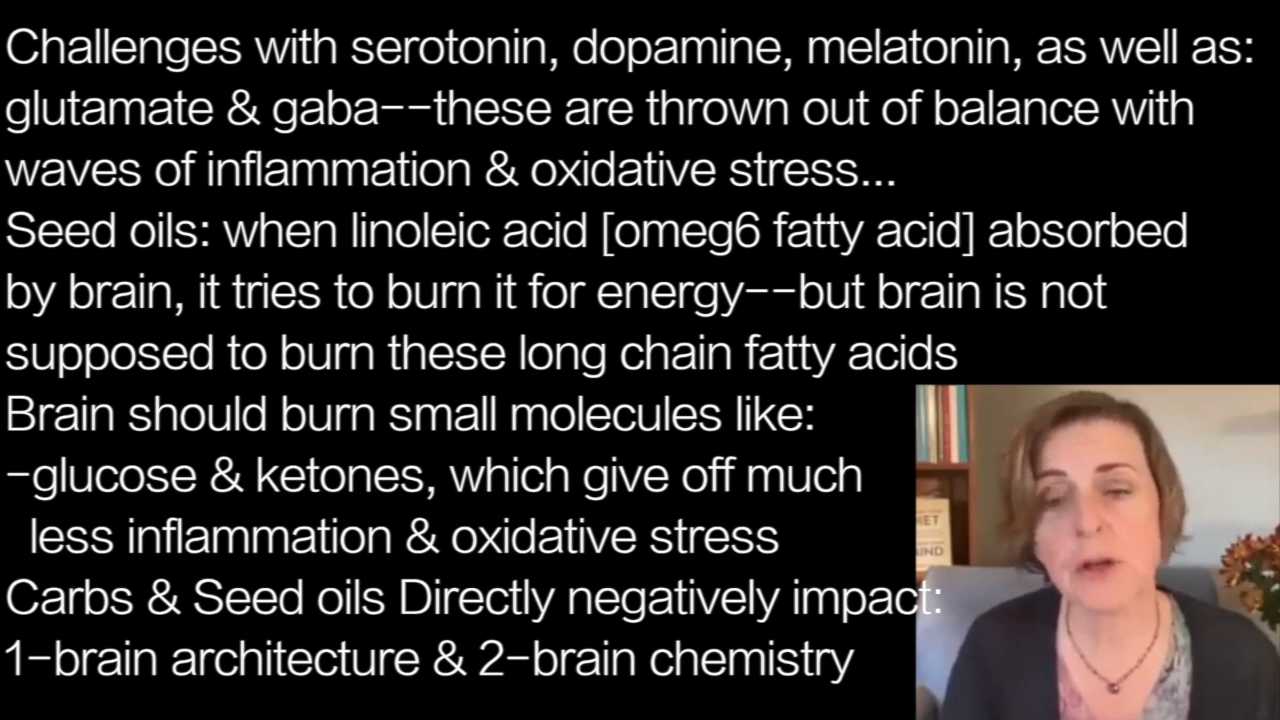 Challenges with serotonin, dopamine, melatonin, as well as:
glutamate & gaba--these are thrown out of balance with
waves of inflammation & oxidative stress...
Seed oils: when linoleic acid [omeg6 fatty acid] absorbed
by brain, it tries to burn it for energy--but brain is not
supposed to burn these long chain fatty acids
Brain should burn small molecules like:
-glucose & ketones, which give off much
less inflammation & oxidative stress
Carbs & Seed oils Directly negatively impact:
1-brain architecture & 2-brain chemistry